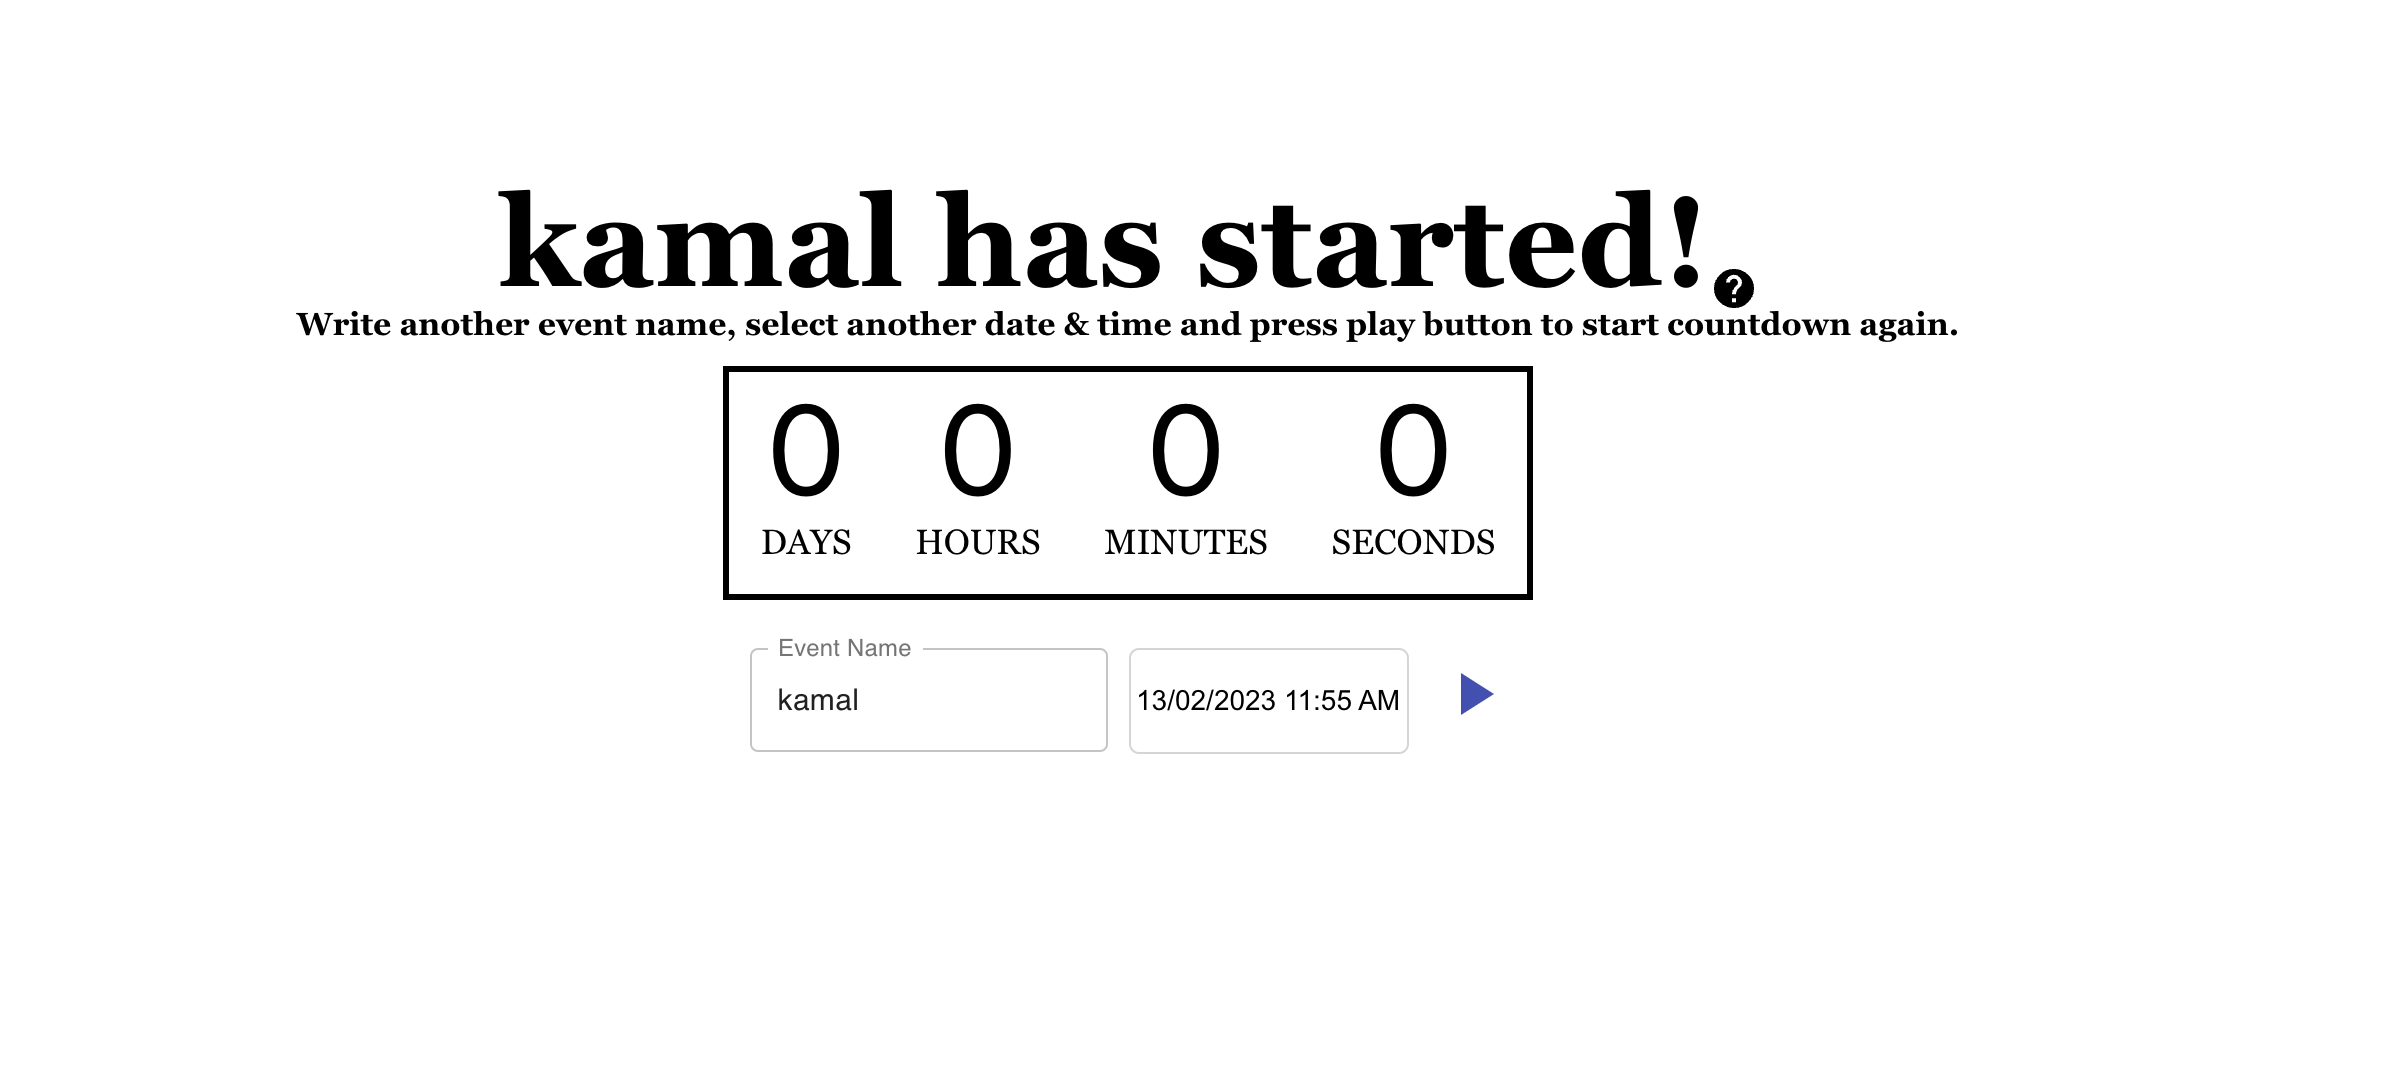 kamal has started!
?
Write another event name, select another date & time and press play button to start countdown again.
0 0 0 0
DAYS HOURS MINUTES SECONDS
Event Name
kamal 13/02/2023 11:55 AM